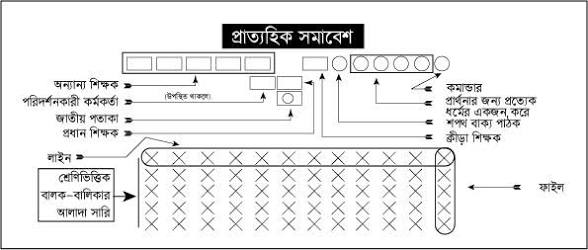 প্রাত্যহিক সমাবেশ
অন্যান্য শিক্ষক
পরিদর্শনকারী কর্মকর্তা
(উপস্থিত থাকলে)
জাতীয় পতাকা
প্রধান শিক্ষক
কমান্ডার
প্রার্থনার জন্য প্রত্যেক
ধর্মের একজন করে
শপথ বাক্য পাঠক
ক্রীড়া শিক্ষক
লাইন
শ্রেণিভিত্তিক
বালক-বালিকার
আলাদা সারি
ফাইল